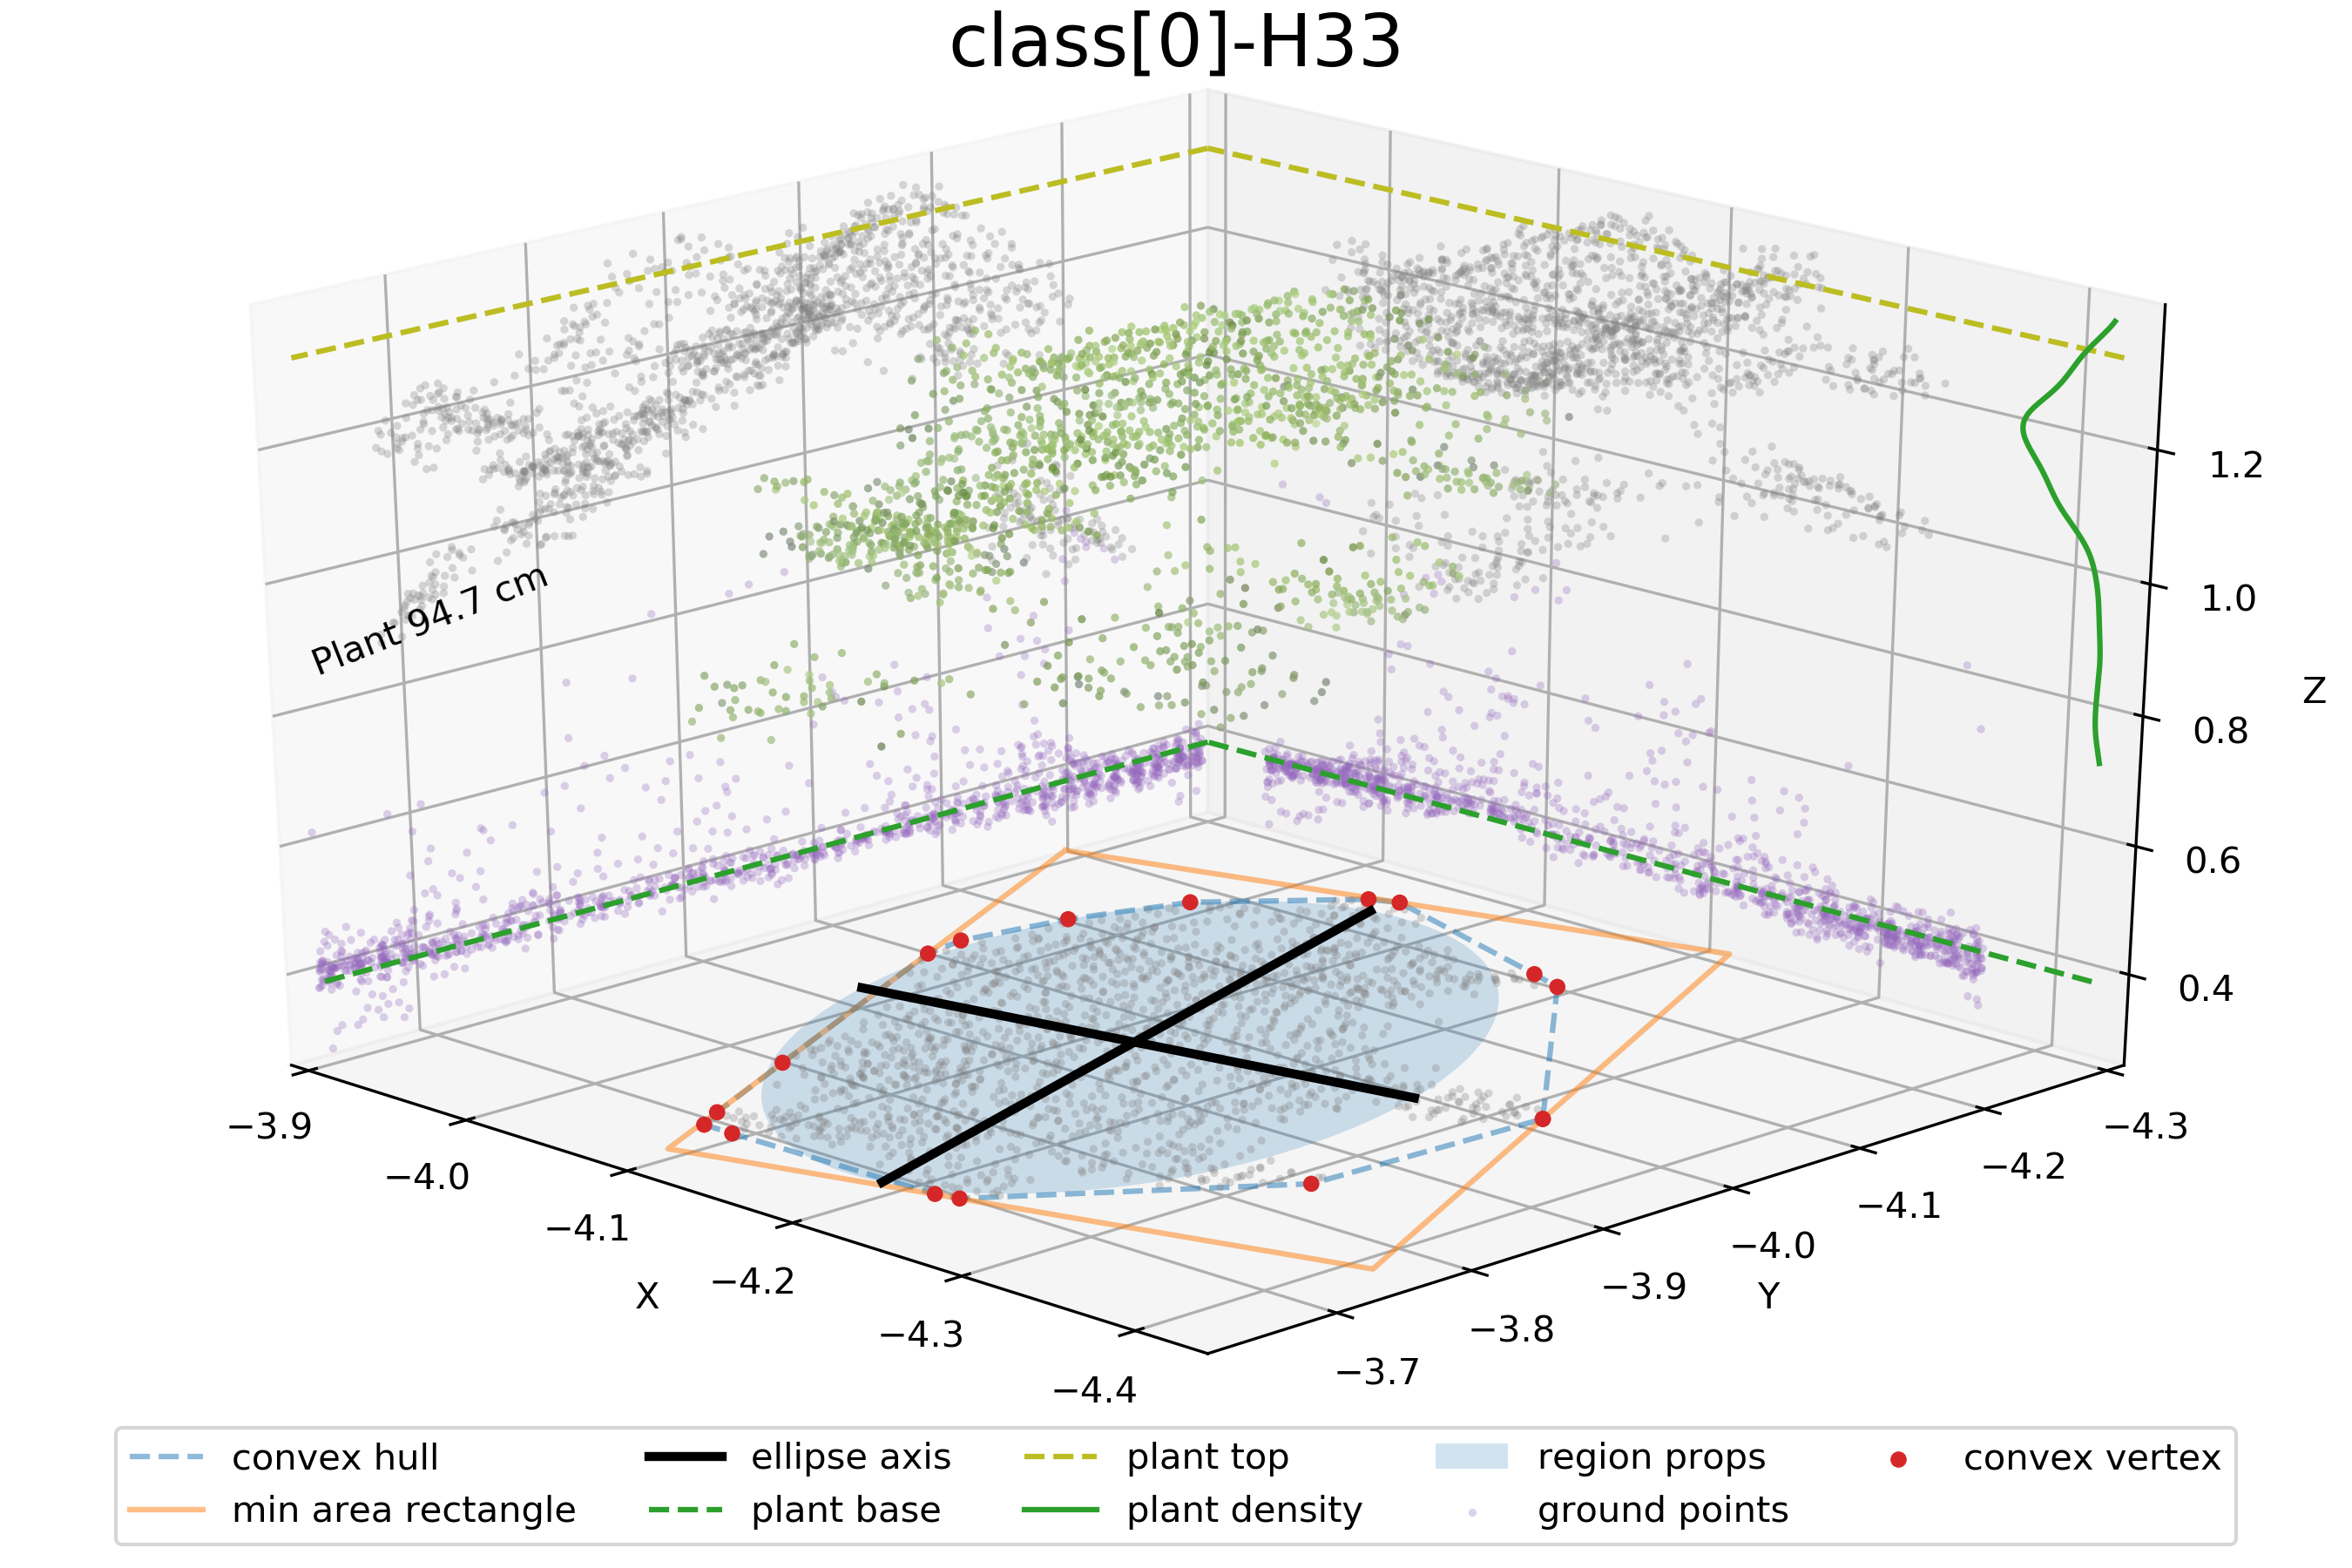 class[0]-H33
Plant 94.7 cm
1.2
1.0
0.8
0.6
0.4
Z
−3.9
−4.0
−4.1
−4.2
−4.3
−4.4
X
−4.3
−4.2
−4.1
−4.0
−3.9
−3.8
−3.7
Y
convex hull
min area rectangle
ellipse axis
plant base
plant top
plant density
region props
ground points
convex vertex